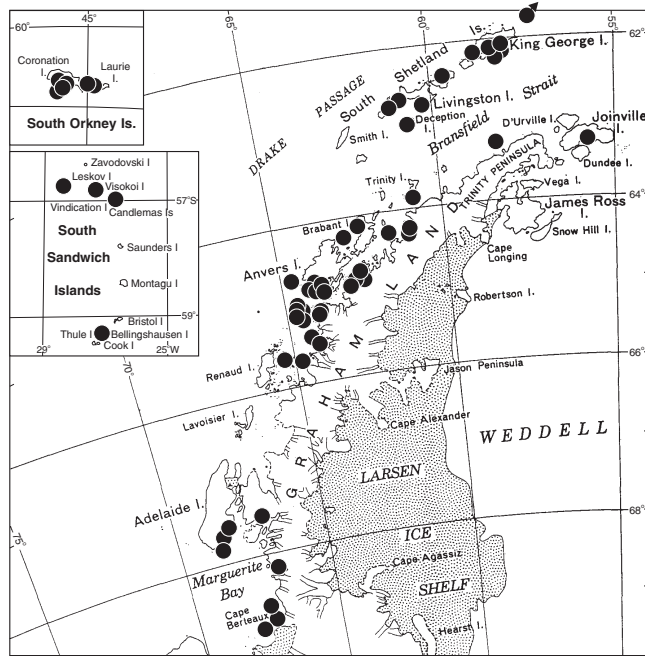 60°
45°
Coronation
I.
Laurie
I.
South Orkney Is.
Zavodovski I
Leskov I
Visokoi I
57°S
Vindication I
Candlemas Is
South
Saunders I
Sandwich
Montagu I
Islands
Bristol I
59°
Thule I
Bellingshausen I
Cook I
29°
25°W
65°
60°
55°
62°
64°
66°
68°
70°
75°
DRAKE PASSAGE
South Shetland Is.
King George I.
Livingston I.
Deception
I.
Smith I.
Bransfield Strait
D'Urville I.
Joinville
I.
Dundee I.
TRINITY PENINSULA
Trinity I.
Vega I.
James Ross
I.
Snow Hill I.
Cape
Longing
Brabant I.
Anvers I.
Robertson I.
GRAHAM LAND
Renaud I.
Jason Peninsula
Lavoisier I.
Cape Alexander
WEDDELL
LARSEN
ICE
SHELF
Adelaide I.
Cape Agassiz
Marguerite
Bay
Cape
Berteaux
Hearst I.